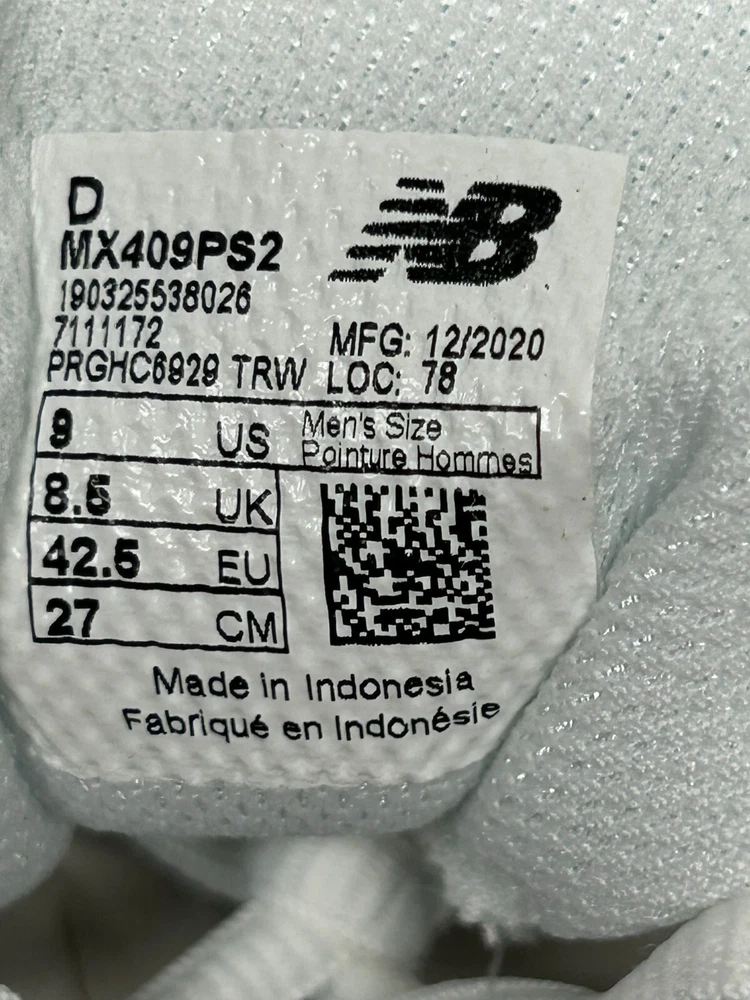 D
MX409PS2
190325538026
7111172
MFG: 12/2020
PRGHC6929 TRW LOC: 78
9 US Men's Size
Pointure Hommes
8.5 UK
42.5 EU
27 CM
Made in Indonesia
Fabriqué en Indonésie
NB